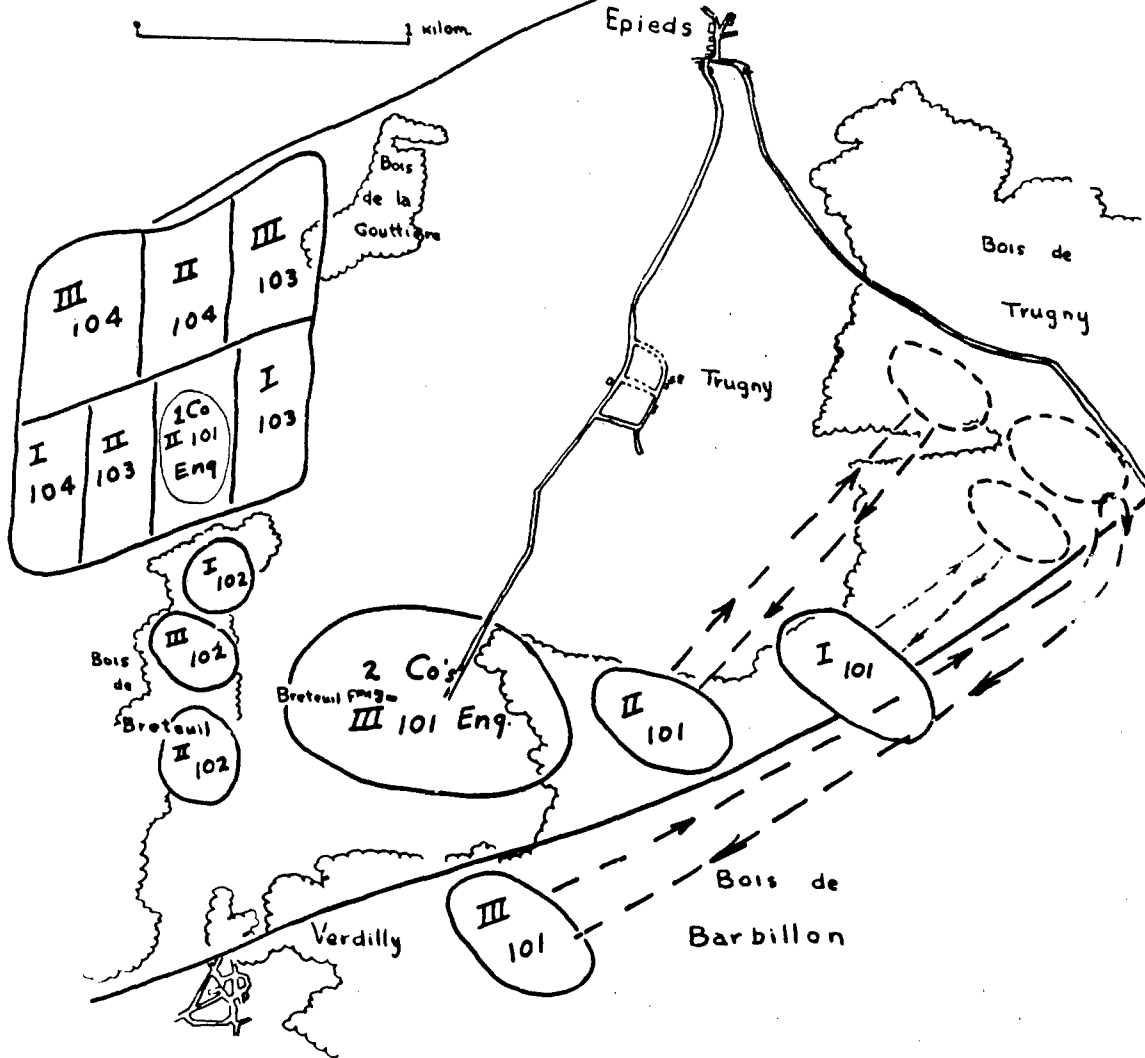 1 Kilom.
Epieds
Bois
de la
Gouttière
Bois de
Trugny
III
104
II
104
III
103
Trugny
I
104
II
103
1 Co
II 101
Eng
I
103
I
102
III
102
Bois
de
Breteuil
II
102
2 Co's
Breteuil Fme
III 101 Eng.
II
101
I
101
III
101
Verdilly
Bois de
Barbillon